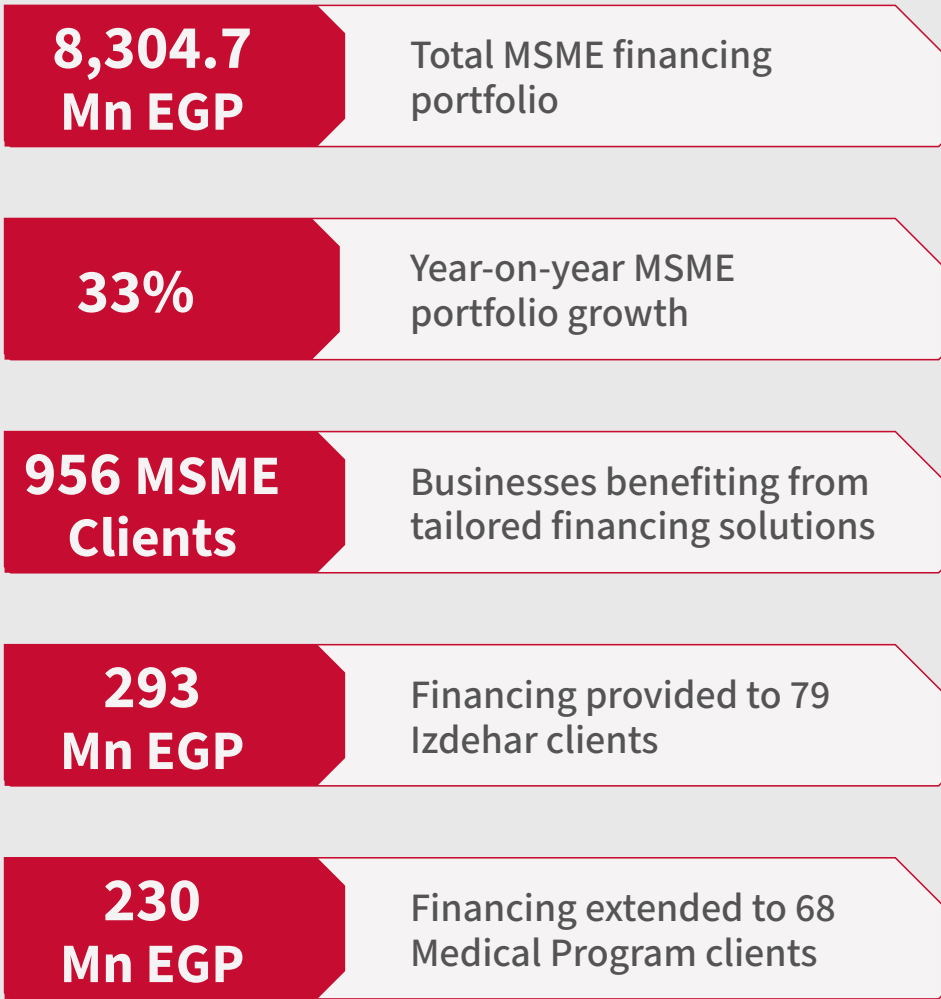 8,304.7
Mn EGP
Total MSME financing
portfolio
33%
Year-on-year MSME
portfolio growth
956 MSME
Clients
Businesses benefiting from
tailored financing solutions
293
Mn EGP
Financing provided to 79
Izdehar clients
230
Mn EGP
Financing extended to 68
Medical Program clients